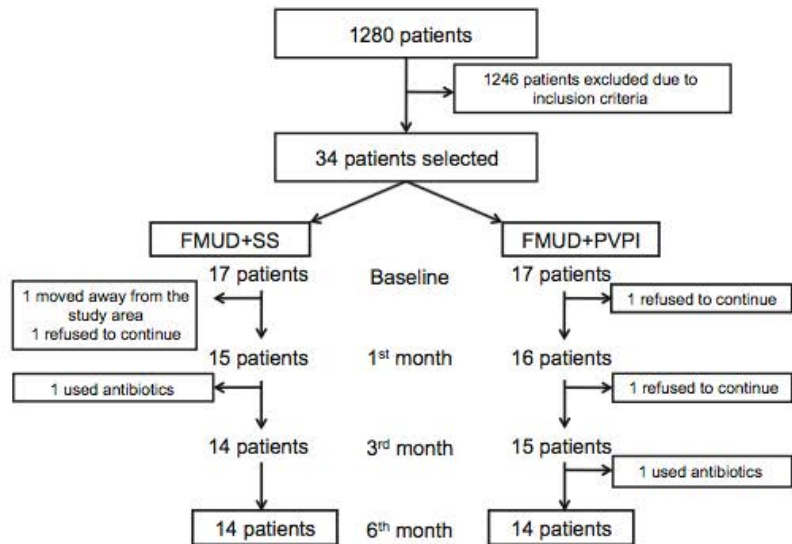 1280 patients
1246 patients excluded due to
inclusion criteria
34 patients selected
FMUD+SS
FMUD+PVPI
17 patients
Baseline
17 patients
1 moved away from the
study area
1 refused to continue
1 refused to continue
15 patients
1st month
16 patients
1 used antibiotics
1 refused to continue
14 patients
3rd month
15 patients
1 used antibiotics
14 patients
6th month
14 patients